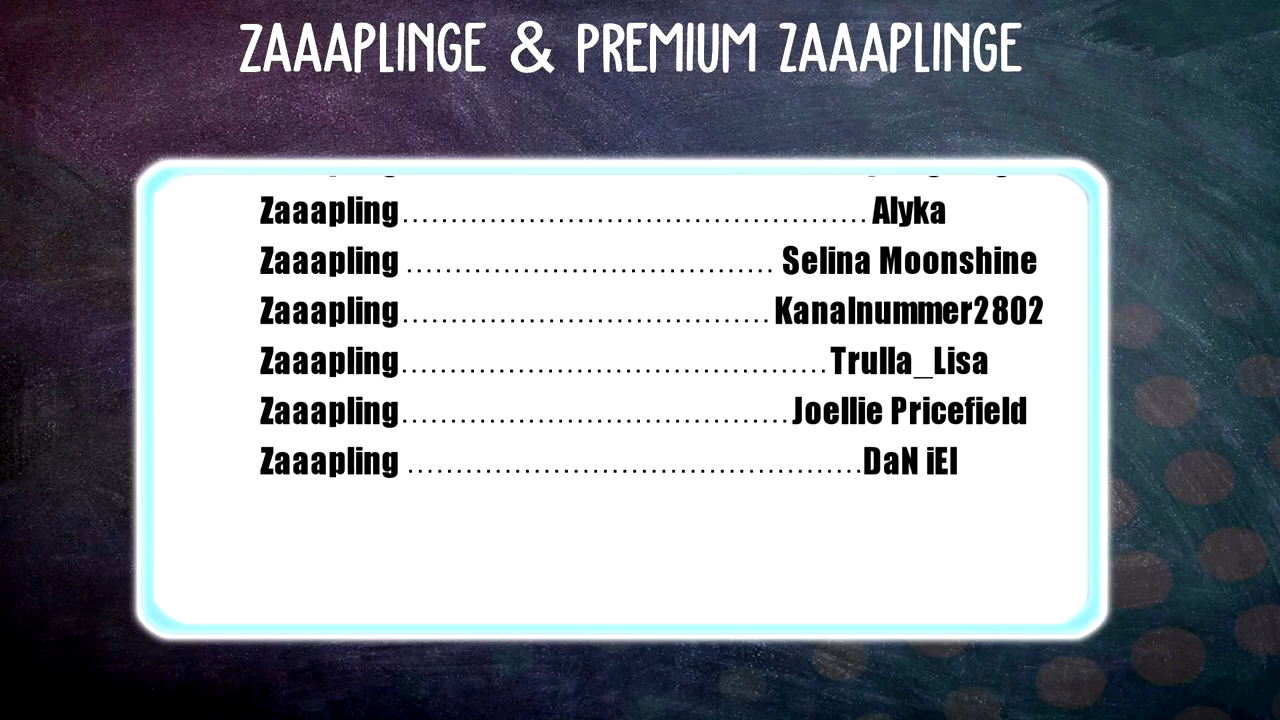 ZAAAPLINGE & PREMIUM ZAAAPLINGE
Zaaapling................................................Alyka
Zaaapling ...................................... Selina Moonshine
Zaaapling......................................Kanalnummer2802
Zaaapling............................................Trulla_Lisa
Zaaapling........................................Joellie Pricefield
Zaaapling ...............................................DaN iEl